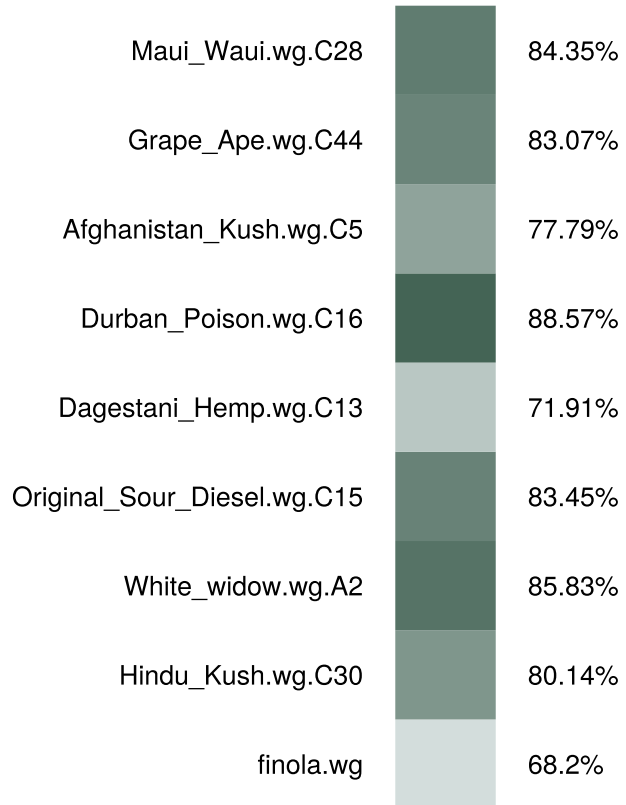 Maui_Waui.wg.C28 84.35%
Grape_Ape.wg.C44 83.07%
Afghanistan_Kush.wg.C5 77.79%
Durban_Poison.wg.C16 88.57%
Dagestani_Hemp.wg.C13 71.91%
Original_Sour_Diesel.wg.C15 83.45%
White_widow.wg.A2 85.83%
Hindu_Kush.wg.C30 80.14%
finola.wg 68.2%